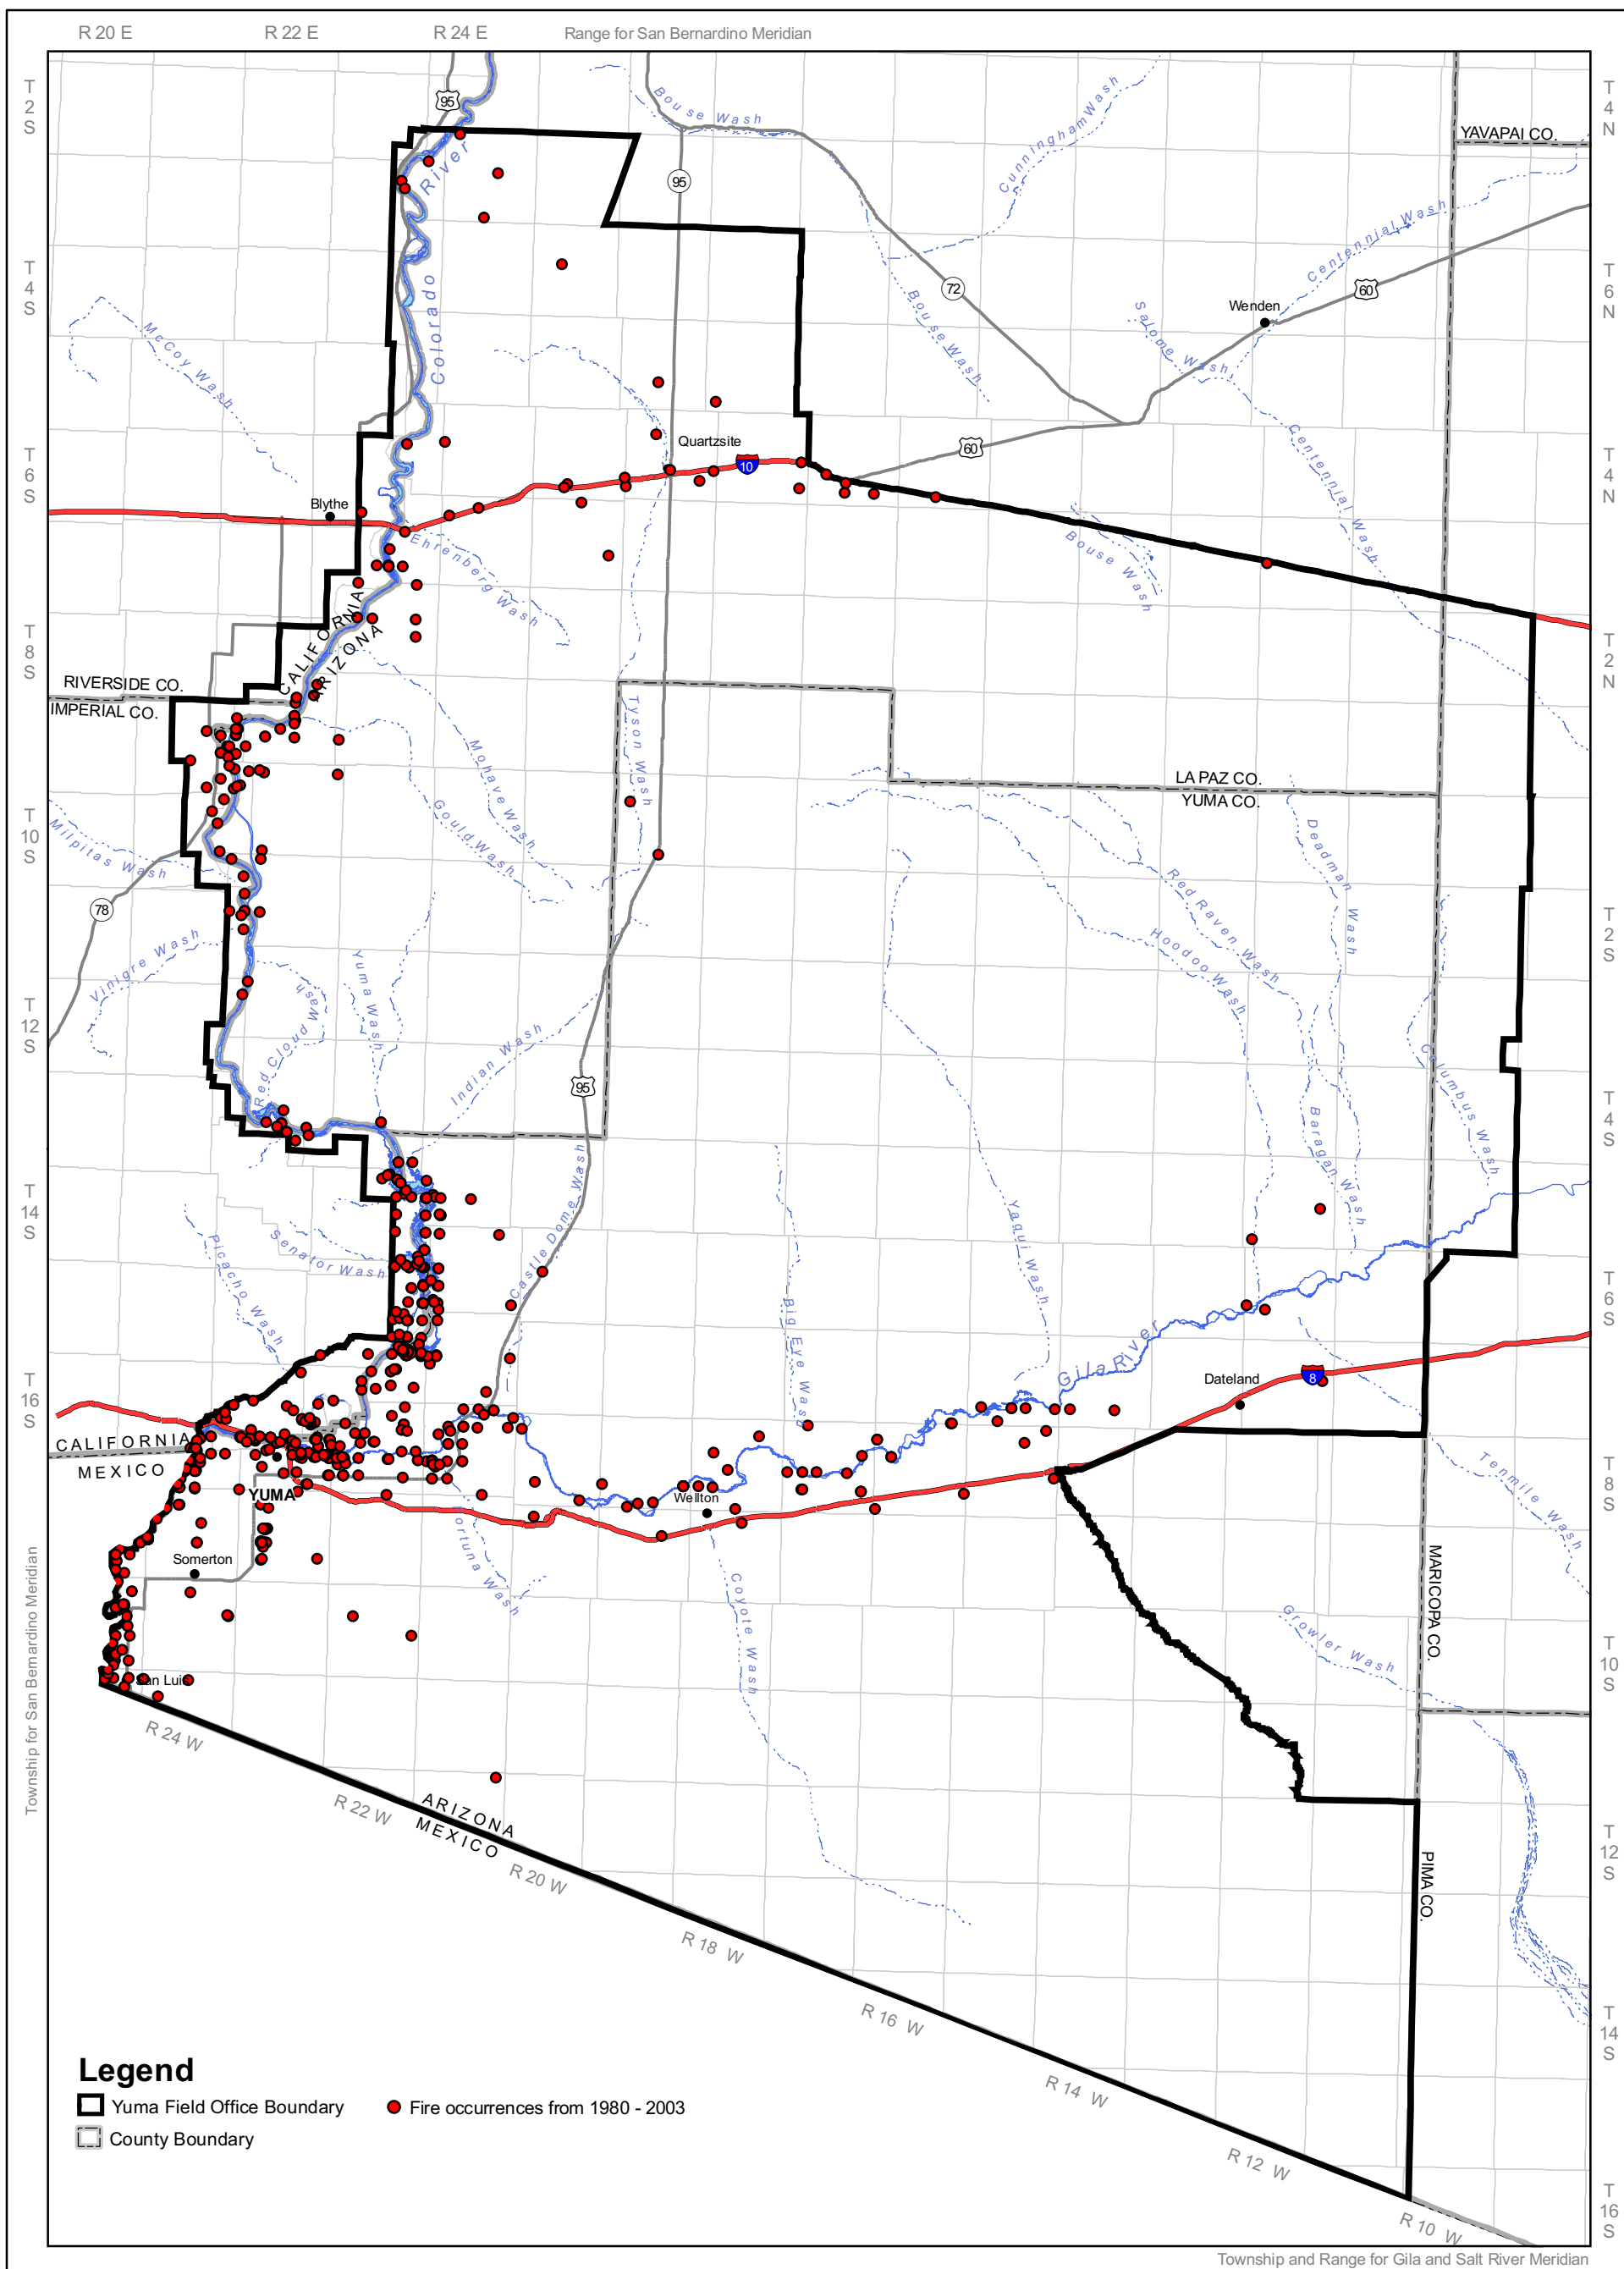 R 20 E
R 22 E
R 24 E
Range for San Bernardino Meridian
T 2 S
T 4 S
T 6 S
T 8 S
T 10 S
T 12 S
T 14 S
T 16 S
Township for San Bernardino Meridian
T 4 N
T 6 N
T 4 N
T 2 N
T 2 S
T 4 S
T 6 S
T 8 S
T 10 S
T 12 S
T 14 S
T 16 S
95
Bouse Wash
Cunningham Wash
YAVAPAI CO.
95
River
Colorado
Centennial Wash
72
60
Wenden
Bouse Wash
Salome Wash
McCoy Wash
Quartzsite
10
60
Centennial Wash
Blythe
Ehrenberg Wash
Bouse Wash
CALIFORNIA
ARIZONA
RIVERSIDE CO.
IMPERIAL CO.
Tyson Wash
Mohave Wash
Gould Wash
LA PAZ CO.
YUMA CO.
Milpitas Wash
Deadman Wash
Red Raven Wash
Hoodoo Wash
78
Vinigre Wash
Yuma Wash
Red Cloud Wash
Indian Wash
95
Columbus Wash
Baragan Wash
Castle Dome Wash
Yaqui Wash
Picacho Wash
Senator Wash
Big Eye Wash
Gila River
8
Dateland
CALIFORNIA
MEXICO
YUMA
Wellton
Tenmile Wash
Somerton
ortuna Wash
Coyote Wash
MARICOPA CO.
Growler Wash
San Luis
R 24 W
R 22 W
ARIZONA
MEXICO
R 20 W
PIMA CO.
R 18 W
R 16 W
R 14 W
R 12 W
R 10 W
Legend
Yuma Field Office Boundary
Fire occurrences from 1980 - 2003
County Boundary
Township and Range for Gila and Salt River Meridian